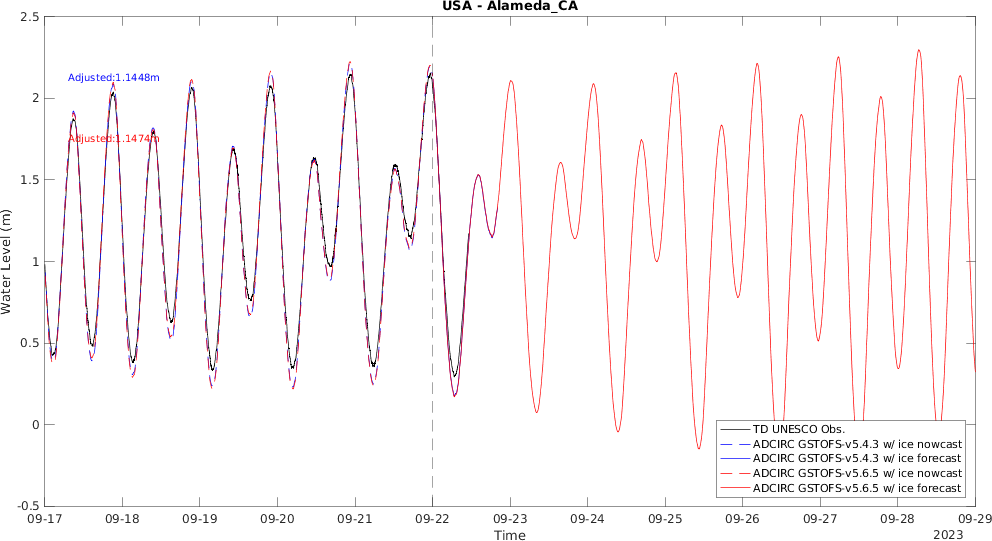 USA - Alameda_CA
2.5
2
1.5
1
0.5
0
-0.5
Water Level (m)
Adjusted:1.1448m
Adjusted:1.1474m
TD UNESCO Obs.
ADCIRC GSTOFS-v5.4.3 w/ ice nowcast
ADCIRC GSTOFS-v5.4.3 w/ ice forecast
ADCIRC GSTOFS-v5.6.5 w/ ice nowcast
ADCIRC GSTOFS-v5.6.5 w/ ice forecast
09-17 09-18 09-19 09-20 09-21 09-22 09-23 09-24 09-25 09-26 09-27 09-28 09-29
Time
2023